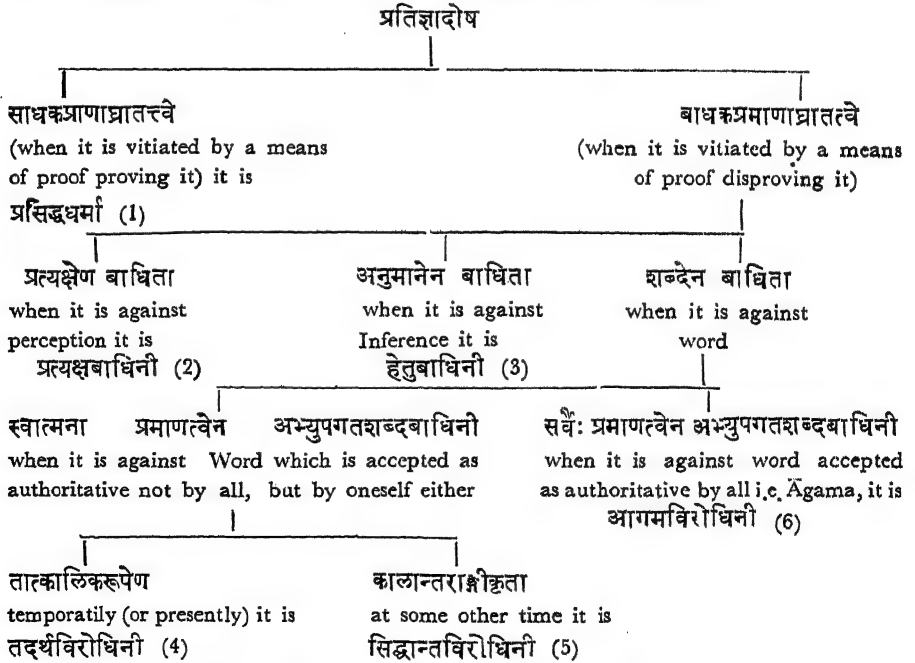 प्रतिज्ञादोष
साधकप्राणाघ्रातत्त्वे
(when it is vitiated by a means
of proof proving it) it is
प्रसिद्धधर्मा (1)
बाधकप्रमाणाघ्रातत्वे
(when it is vitiated by a means
of proof disproving it)
प्रत्यक्षेण बाधिता
when it is against
perception it is
प्रत्यक्षबाधिनी (2)
अनुमानेन बाधिता
when it is against
Inference it is
हेतुबाधिनी (3)
शब्देन बाधिता
when it is against
word
स्वात्मना प्रमाणत्वेन अभ्युपगतशब्दबाधिनी
when it is against Word which is accepted as
authoritative not by all, but by oneself either
सर्वैः प्रमाणत्वेन अभ्युपगतशब्दबाधिनी
when it is against word accepted
as authoritative by all i.e. Āgama, it is
आगमविरोधिनी (6)
तात्कालिकरूपेण
temporatily (or presently) it is
तदर्थविरोधिनी (4)
कालान्तराङ्गीकृता
at some other time it is
सिद्धान्तविरोधिनी (5)